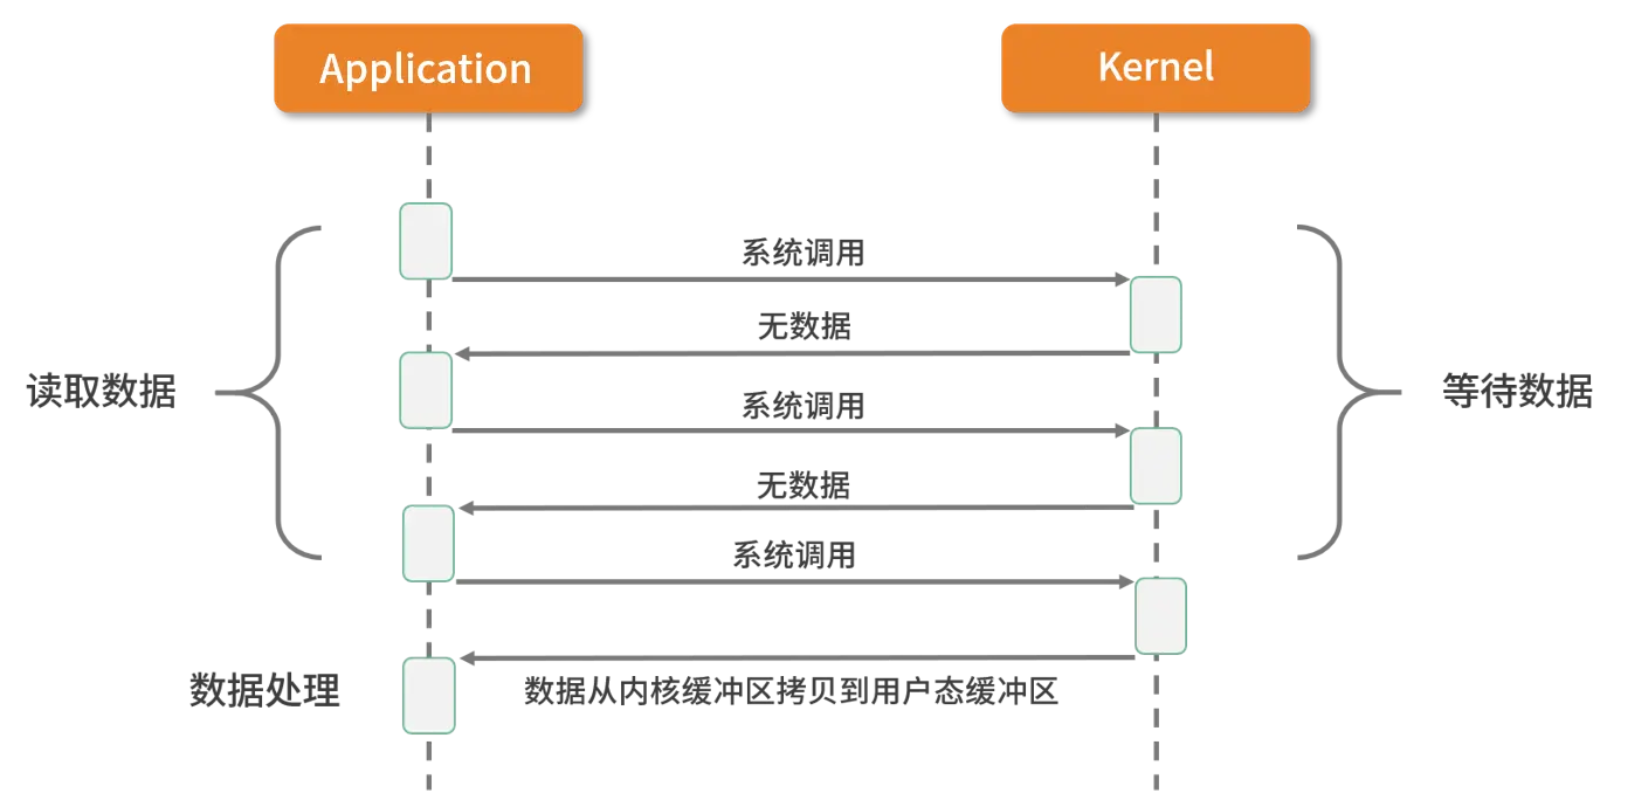 Application
Kernel
系统调用
无数据
读取数据
等待数据
系统调用
无数据
系统调用
数据处理
数据从内核缓冲区拷贝到用户态缓冲区